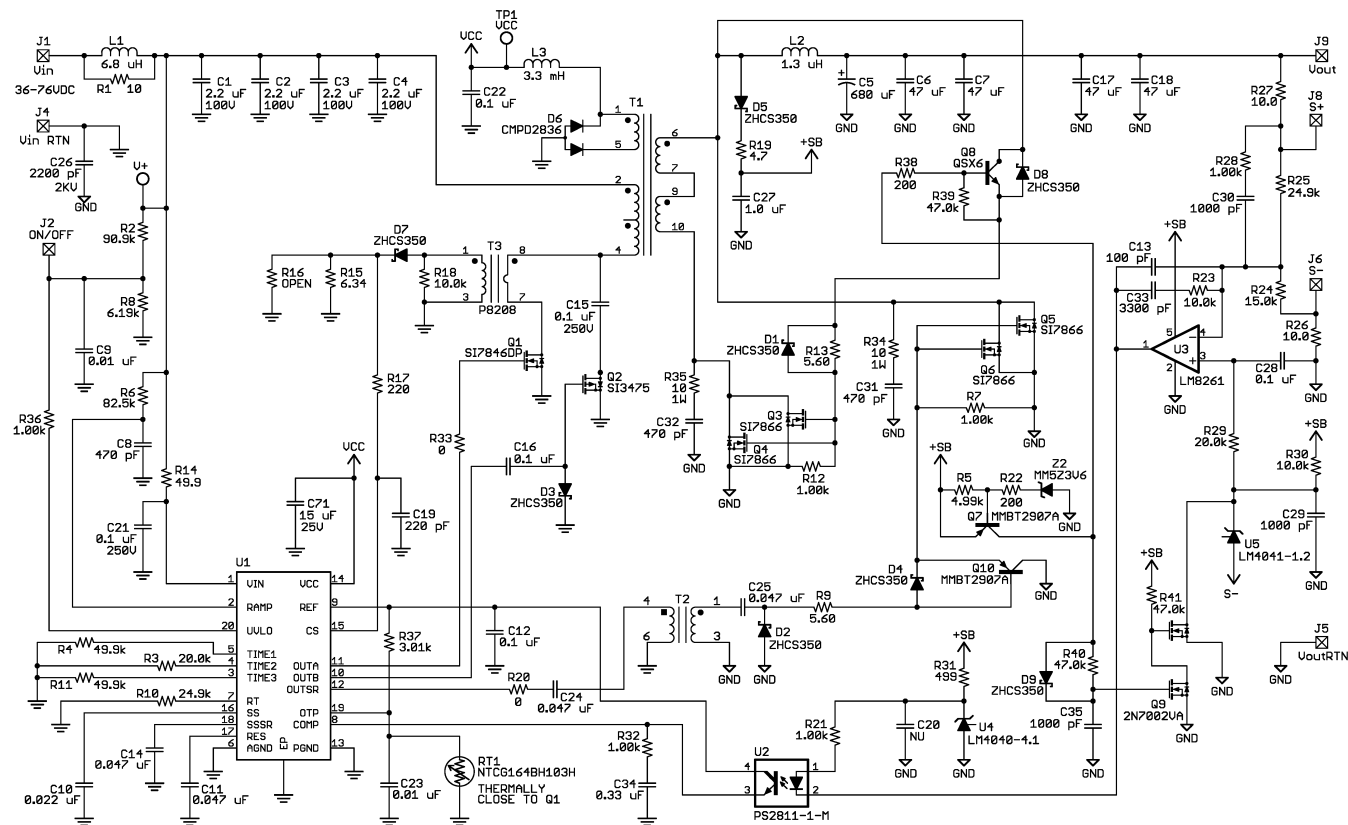 J1
Vin
36-76VDC
L1
6.8 uH
R1 10
C1
2.2 uF
100V
C2
2.2 uF
100V
C3
2.2 uF
100V
C4
2.2 uF
100V
VCC
TP1
VCC
L3
3.3 mH
C22
0.1 uF
D6
CMPD2836
T1
1
5
2
4
6
7
9
10
D5
ZHCS350
R19
4.7
+SB
C27
1.0 uF
GND
L2
1.3 uH
+
C5
680 uF
GND
C6
47 uF
GND
C7
47 uF
GND
C17
47 uF
GND
C18
47 uF
GND
J9
Vout
R27
10.0
J8
S+
J4
Vin RTN
C26
2200 pF
2KV
GND
V+
J2
ON/OFF
R2
90.9k
R8
6.19k
C9
0.01 uF
R6
82.5k
R36
1.00k
C8
470 pF
R14
49.9
C21
0.1 uF
250V
R16
OPEN
R15
6.34
D7
ZHCS350
R18
10.0k
T3
1
3
8
7
P8208
C15
0.1 uF
250V
Q1
SI7846DP
Q2
SI3475
R17
220
R33
0
C16
0.1 uF
D3
ZHCS350
VCC
C71
15 uF
25V
C19
220 pF
R38
200
Q8
QSX6
R39
47.0k
D8
ZHCS350
R28
1.00k
C30
1000 pF
R25
24.9k
+SB
C13
100 pF
C33
3300 pF
R23
10.0k
R24
15.0k
J6
S-
R26
10.0
1
5
4
3
2
U3
LM8261
GND
C28
0.1 uF
GND
D1
ZHCS350
R13
5.60
R34
10
1W
C31
470 pF
GND
R35
10
1W
C32
470 pF
GND
Q3
SI7866
Q4
SI7866
R12
1.00k
GND
Q5
SI7866
Q6
SI7866
R7
1.00k
GND
R29
20.0k
+SB
R30
10.0k
C29
1000 pF
GND
U5
LM4041-1.2
S-
+SB
R5
4.99k
R22
200
Z2
MM5Z3V6
GND
Q7
MMBT2907A
Q10
MMBT2907A
GND
D4
ZHCS350
+SB
R41
47.0k
GND
Q9
2N7002VA
GND
J5
VoutRTN
GND
U1
1 VIN
2 RAMP
20 UVLO
5 TIME1
4 TIME2
3 TIME3
7 RT
16 SS
18 SSSR
17 RES
6 AGND
EP
VCC 14
REF 9
CS 15
OUTA 11
OUTB 10
OUTSR 12
OTP 19
COMP 8
PGND 13
R4
49.9k
R3 20.0k
R11 49.9k
R10 24.9k
C14
0.047 uF
C10
0.022 uF
C11
0.047 uF
R37
3.01k
C12
0.1 uF
R20
0
C24
0.047 uF
RT1
NTCG164BH103H
THERMALLY
CLOSE TO Q1
C23
0.01 uF
T2
4
6
1
3
GND
C25
0.047 uF
D2
ZHCS350
GND
R9
5.60
R32
1.00k
C34
0.33 uF
U2
4
3
1
2
PS2811-1-M
R21
1.00k
+SB
R31
499
C20
NU
GND
U4
LM4040-4.1
GND
D9
ZHCS350
R40
47.0k
C35
1000 pF
GND